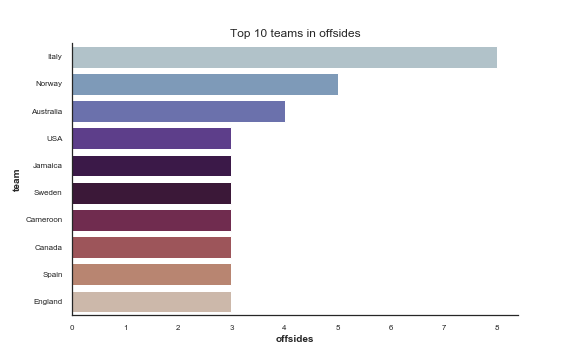 Top 10 teams in offsides
Italy
Norway
Australia
USA
Jamaica
Sweden
Cameroon
Canada
Spain
England
team
0 1 2 3 4 5 6 7 8
offsides